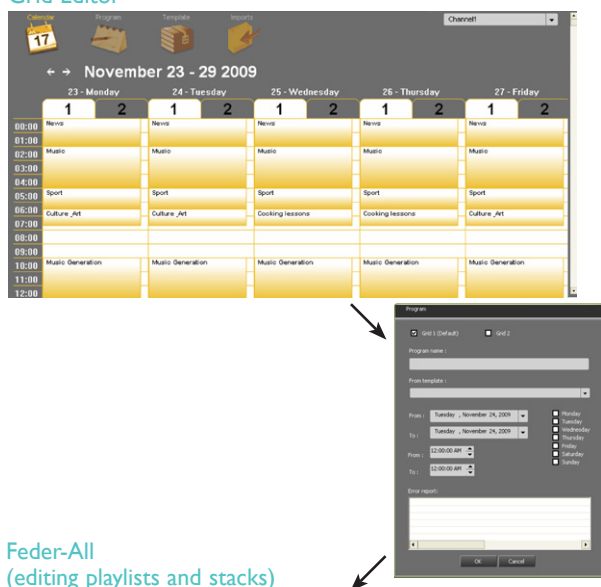 Grid Editor
Calendar Program Template Imports
17
Channel1
← → November 23 - 29 2009
23 - Monday 24 - Tuesday 25 - Wednesday 26 - Thursday 27 - Friday
1 2 1 2 1 2 1 2 1 2
00:00 News News News News News
01:00
02:00 Music Music Music Music Music
03:00
04:00
05:00 Sport Sport Sport Sport Sport
06:00 Culture ,Art Culture ,Art Cooking lessons Cooking lessons Culture ,Art
07:00
08:00
09:00
10:00 Music Generation Music Generation Music Generation Music Generation Music Generation
11:00
12:00
Program
Grid 1 (Default) Grid 2
Program name :
From template :
From : Tuesday , November 24, 2009
To : Tuesday , November 24, 2009
From : 12:00:00 AM
To : 12:00:00 AM
Monday
Tuesday
Wednesday
Thursday
Friday
Saturday
Sunday
Error report:
OK Cancel
Feder-All
(editing playlists and stacks)